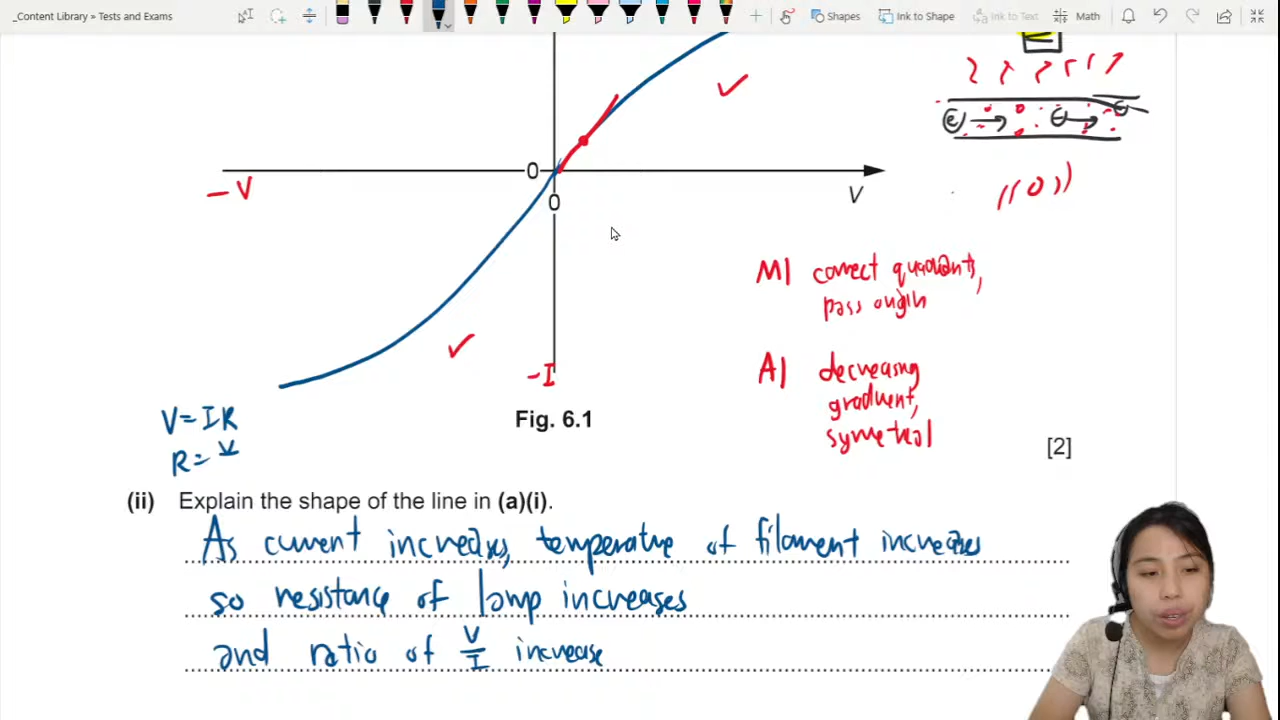 _Content Library » Tests and Exams
Shapes
Ink to Shape
Ink to Text
Math
e
- V
0
0
V
- I
Fig. 6.1
M1 correct quadrants,
pass origin
A1 decreasing
gradient,
symetrical
V = IR
R = V
[2]
(ii) Explain the shape of the line in (a)(i).
As current increases, temperature of filament increases
so resistance of lamp increases
and ratio of V/I increase